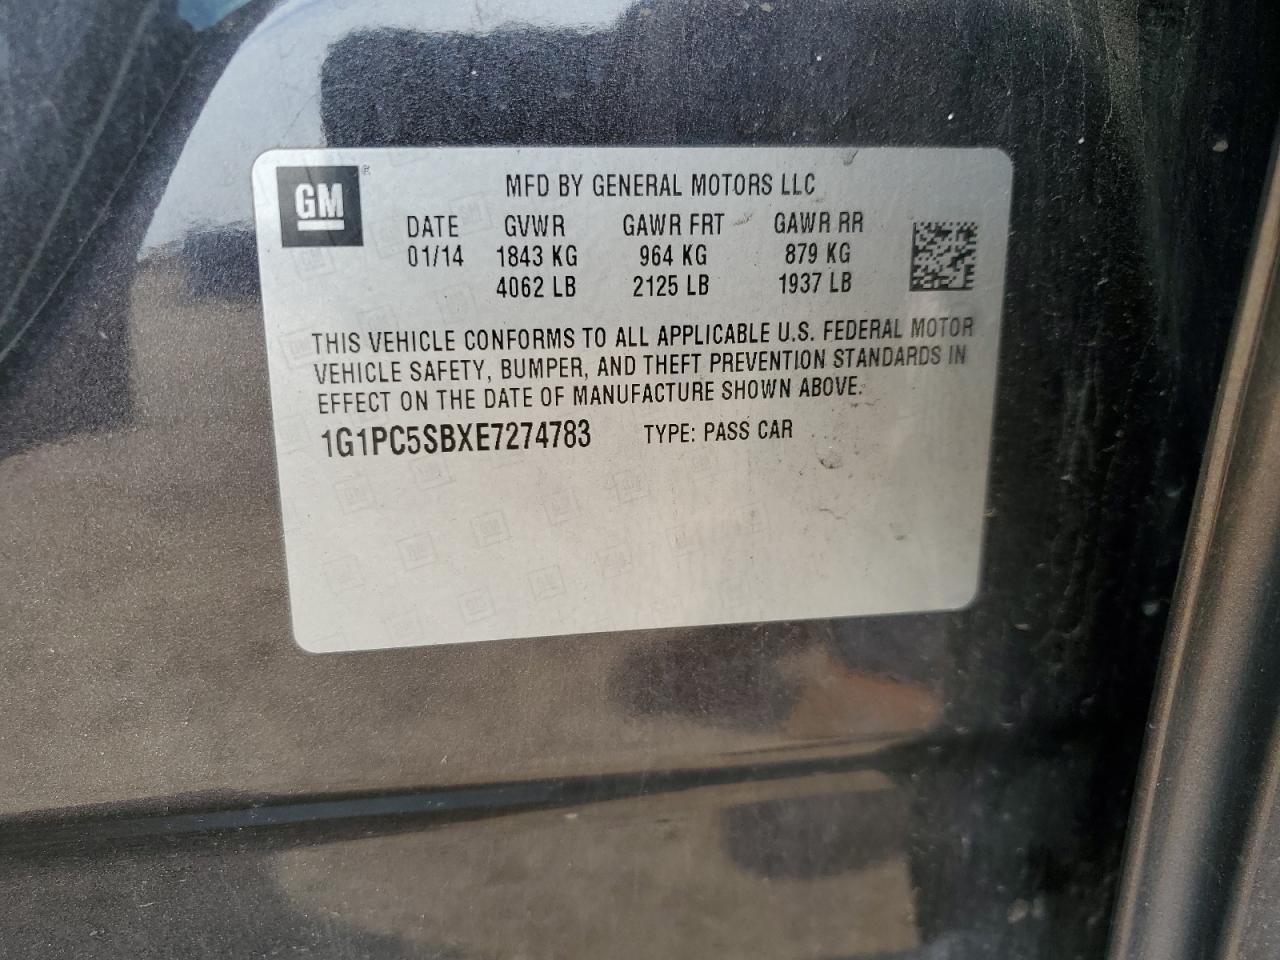 GM ®
MFD BY GENERAL MOTORS LLC
DATE GVWR GAWR FRT GAWR RR
01/14 1843 KG 964 KG 879 KG
4062 LB 2125 LB 1937 LB
THIS VEHICLE CONFORMS TO ALL APPLICABLE U.S. FEDERAL MOTOR
VEHICLE SAFETY, BUMPER, AND THEFT PREVENTION STANDARDS IN
EFFECT ON THE DATE OF MANUFACTURE SHOWN ABOVE.
1G1PC5SBXE7274783 TYPE: PASS CAR